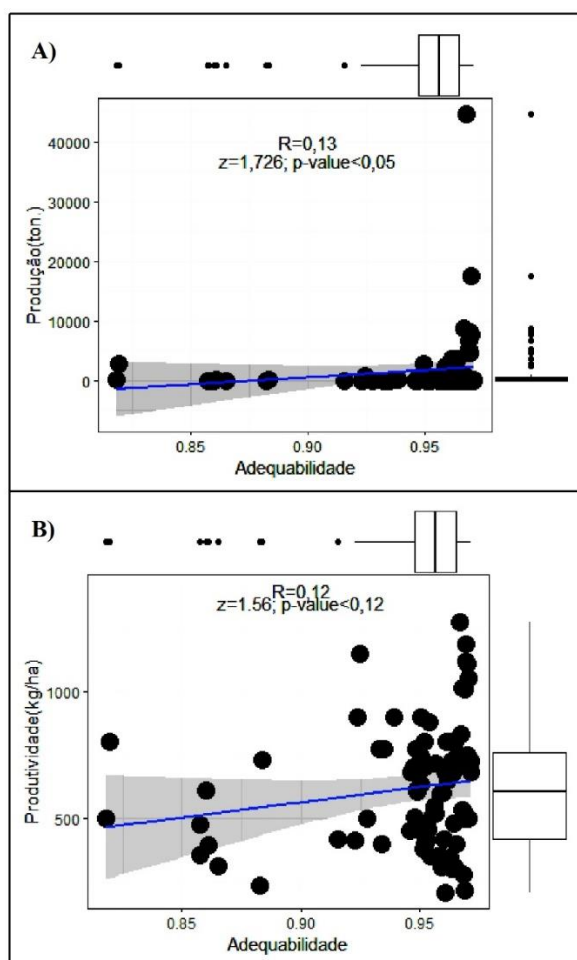 A)
R=0,13
z=1,726; p-value<0,05
Produção(ton.)
40000
30000
20000
10000
0
0.85 0.90 0.95
Adequabilidade
B)
R=0,12
z=1.56; p-value<0,12
Produtividade(kg/ha)
1000
500
0.85 0.90 0.95
Adequabilidade